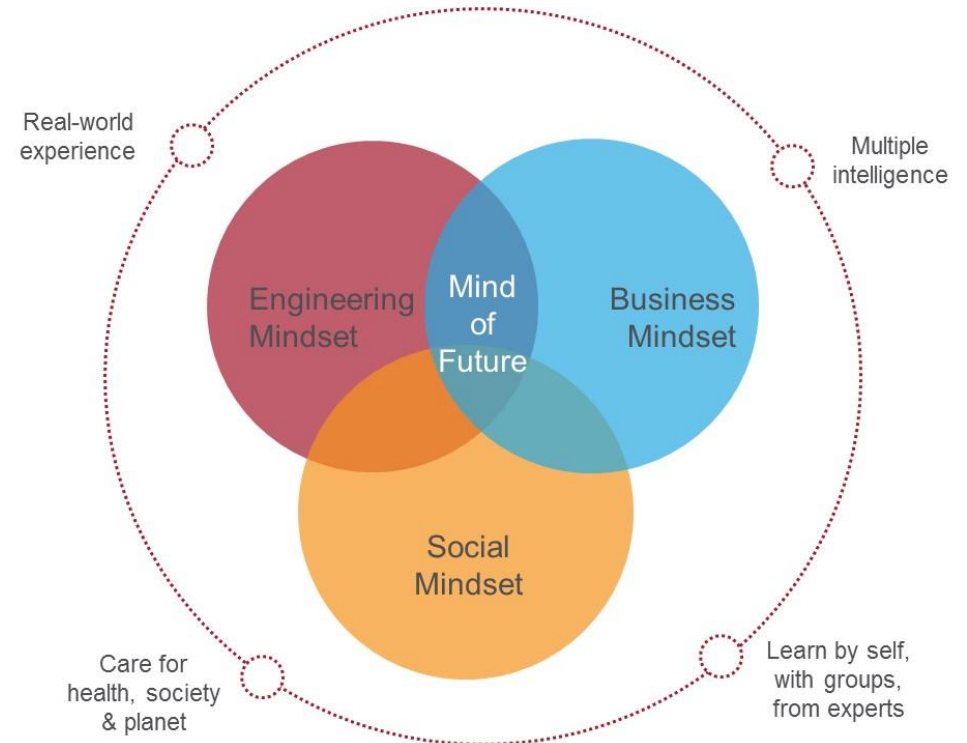 Real-world
experience
Multiple
intelligence
Engineering
Mindset
Mind
of
Future
Business
Mindset
Social
Mindset
Care for
health, society
& planet
Learn by self,
with groups,
from experts